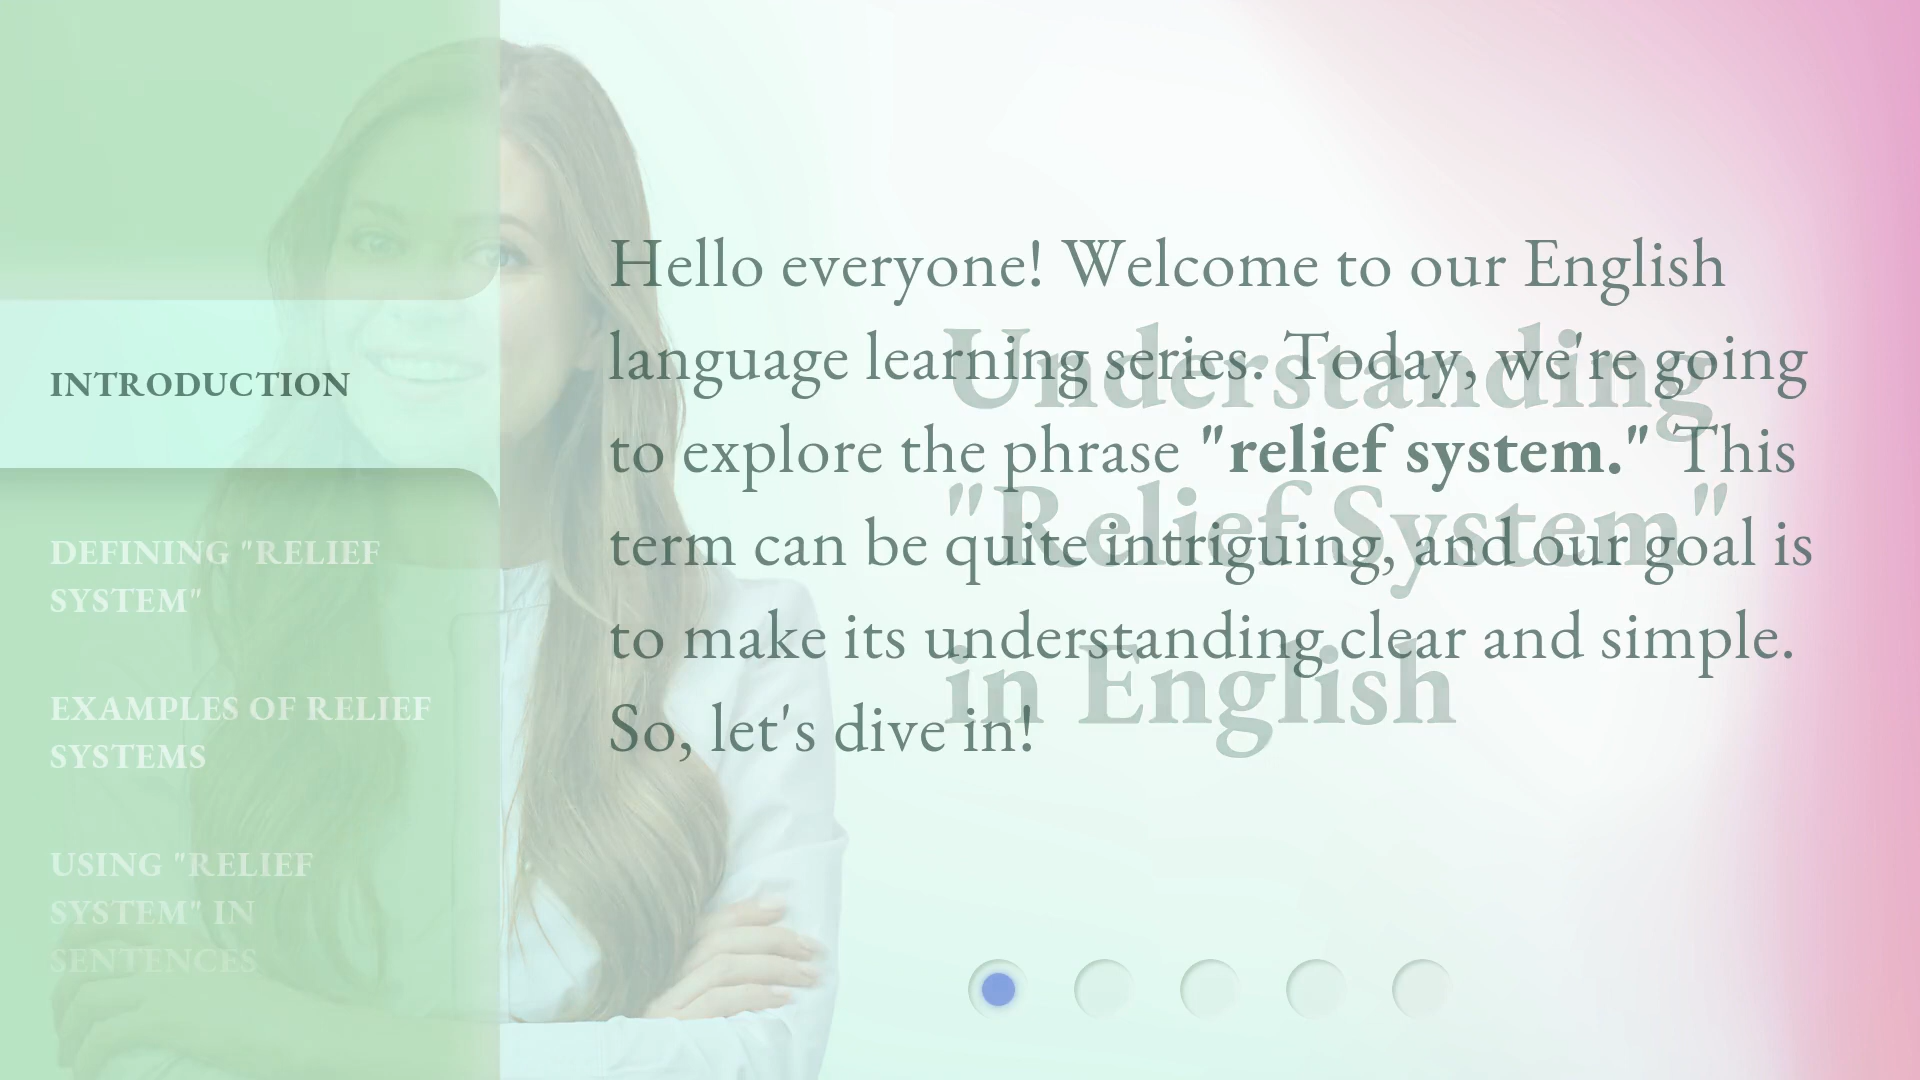 INTRODUCTION
DEFINING "RELIEF
SYSTEM"
EXAMPLES OF RELIEF
SYSTEMS
USING "RELIEF
SYSTEM" IN
SENTENCES
Hello everyone! Welcome to our English
language learning series. Today, we're going
to explore the phrase "relief system." This
term can be quite intriguing, and our goal is
to make its understanding clear and simple.
So, let's dive in!
Understanding
"Relief System"
in English